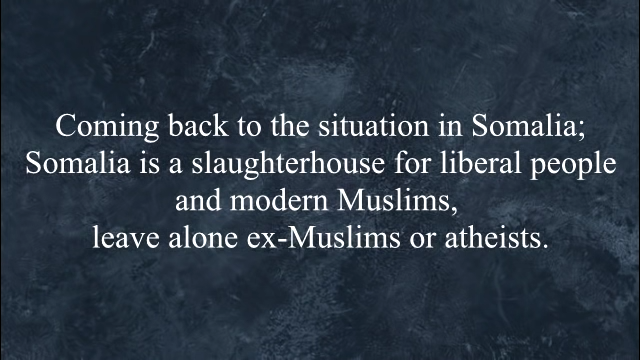 Coming back to the situation in Somalia;
Somalia is a slaughterhouse for liberal people
and modern Muslims,
leave alone ex-Muslims or atheists.